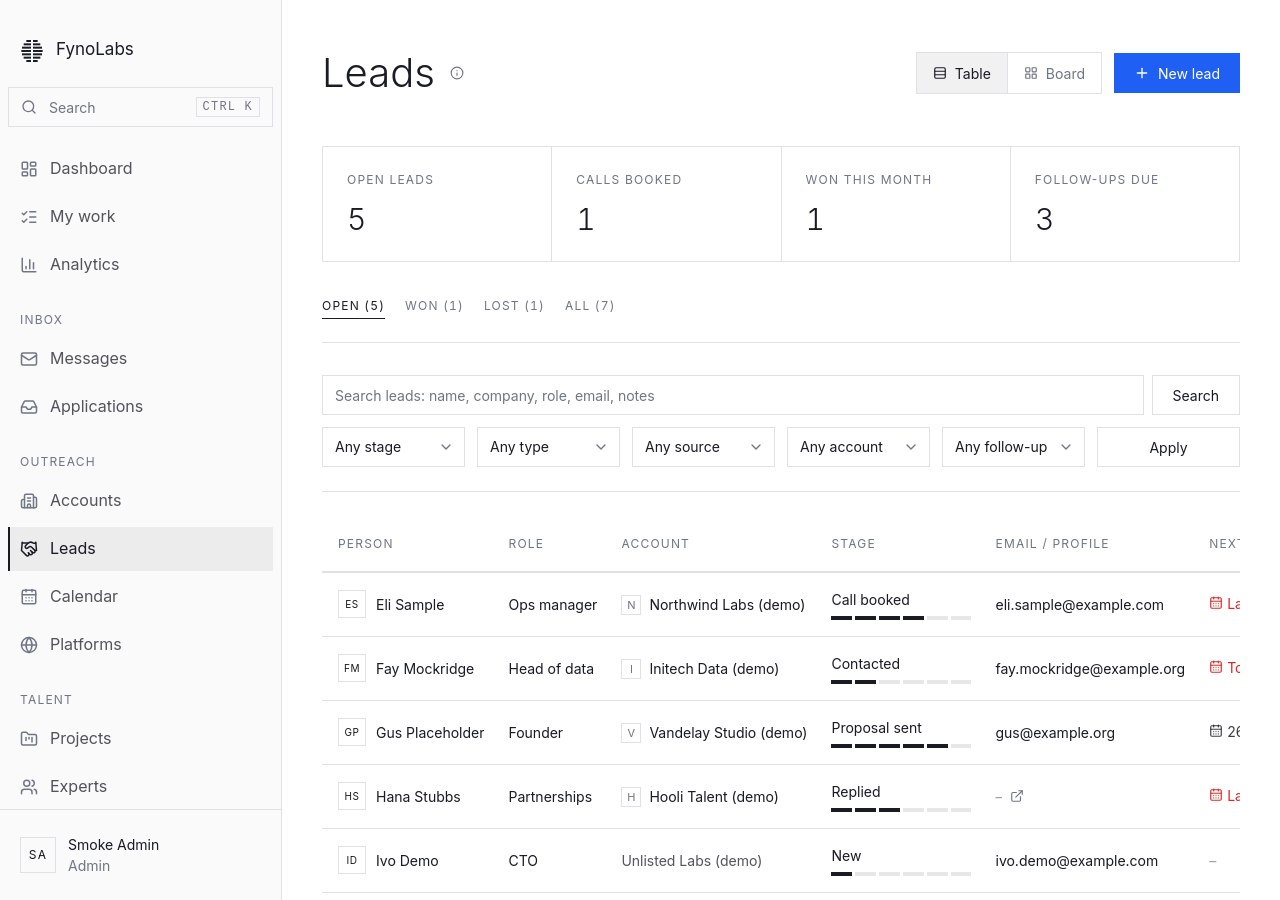 FynoLabs
Search CTRL K
Dashboard
My work
Analytics
INBOX
Messages
Applications
OUTREACH
Accounts
Leads
Calendar
Platforms
TALENT
Projects
Experts
SA Smoke Admin
Admin
Leads
Table Board New lead
OPEN LEADS CALLS BOOKED WON THIS MONTH FOLLOW-UPS DUE
5 1 1 3
OPEN (5) WON (1) LOST (1) ALL (7)
Search leads: name, company, role, email, notes Search
Any stage Any type Any source Any account Any follow-up Apply
PERSON ROLE ACCOUNT STAGE EMAIL / PROFILE NEXT
ES Eli Sample Ops manager N Northwind Labs (demo) Call booked eli.sample@example.com La
FM Fay Mockridge Head of data I Initech Data (demo) Contacted fay.mockridge@example.org To
GP Gus Placeholder Founder V Vandelay Studio (demo) Proposal sent gus@example.org 26
HS Hana Stubbs Partnerships H Hooli Talent (demo) Replied – La
ID Ivo Demo CTO Unlisted Labs (demo) New ivo.demo@example.com –